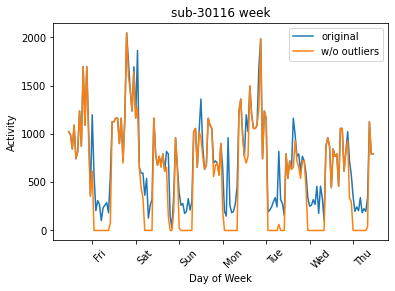 sub-30116 week
original
w/o outliers
2000
1500
1000
500
0
Activity
Fri
Sat
Sun
Mon
Tue
Wed
Thu
Day of Week